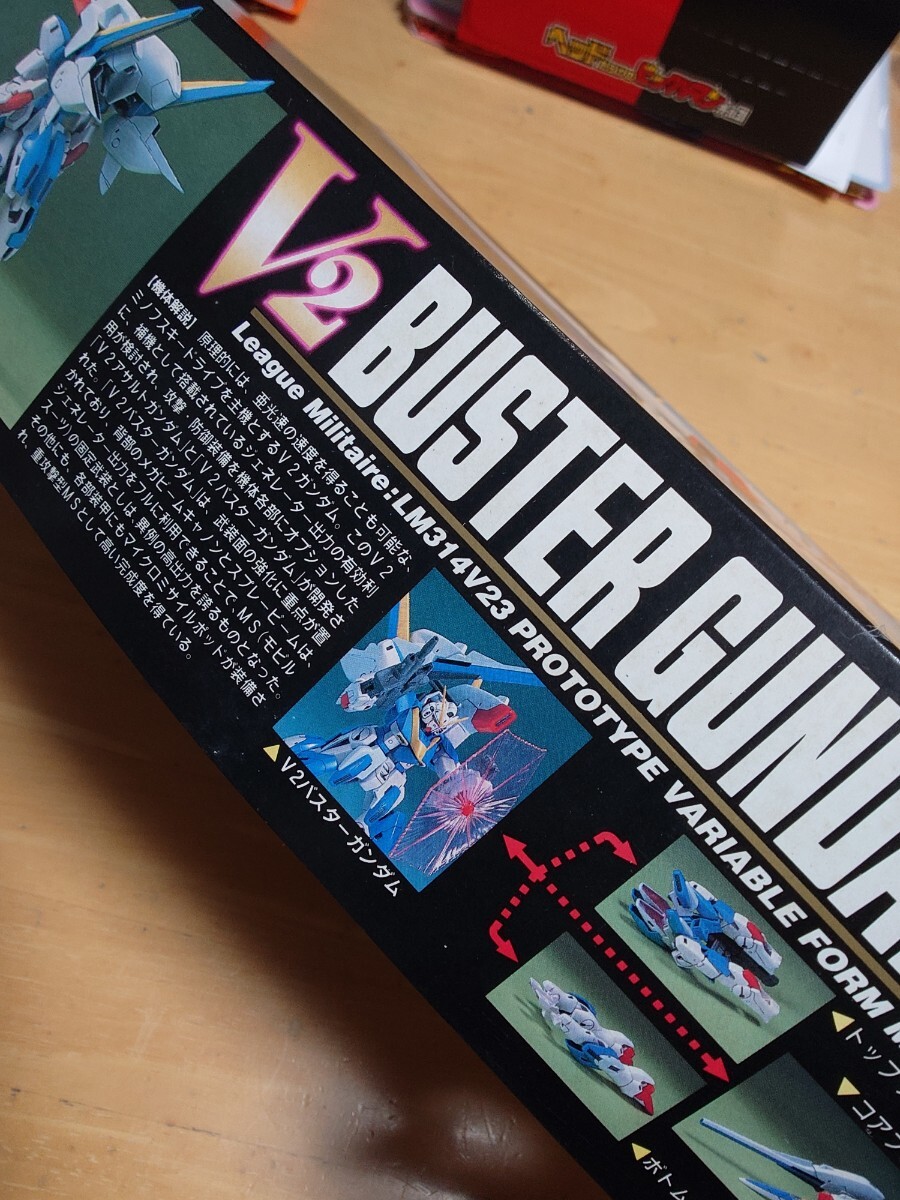 V2
BUSTER GUNDA
League Militaire:LM314V23 PROTOTYPE VARIABLE FORM M
【機体解説】原理的には、亜光速の速度を得ることも可能な、
ミノフスキードライブを主機とするV2ガンダム。このV2
に、補機として搭載されているジェネレーター出力の有効利
用が検討され、攻撃、防御装備を機体各部にオプションした
「V2アサルトガンダム」と「V2バスターガンダム」が開発さ
れた。「V2バスターガンダム」は、武装面の強化に重点が置
かれており、背部のメガビームキャノンとスプレービームは、
ジェネレーター出力をフルに利用できることで、MS(モビル
スーツ)の固定武装としては、異例の高出力を誇るものとなった。
その他にも、各部装甲にもマイクロミサイルポッドが装備さ
れ、重攻撃型MSとして高い完成度を得ている。
▲V2バスターガンダム
◀トップ
▼コアフ
▲ボトム